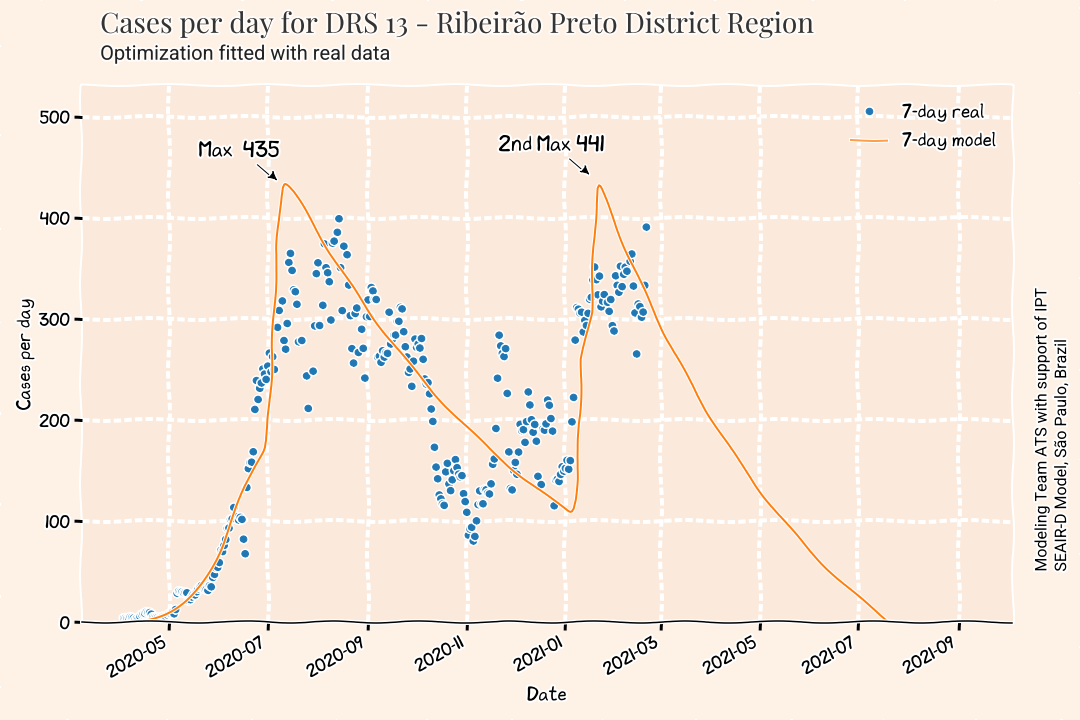 Cases per day for DRS 13 - Ribeirão Preto District Region
Optimization fitted with real data
7-day real
7-day model
Max 435
2nd Max 441
Cases per day
500
400
300
200
100
0
2020-05
2020-07
2020-09
2020-11
2021-01
2021-03
2021-05
2021-07
2021-09
Date
Modeling Team ATS with support of IPT
SEAIR-D Model, São Paulo, Brazil